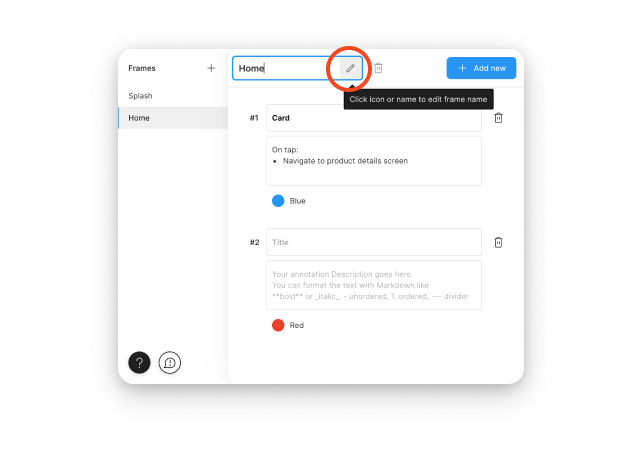 Frames
Splash
Home
Home
Add new
Click icon or name to edit frame name
#1
Card
On tap:
• Navigate to product details screen
Blue
#2
Title
Your annotation Description goes here.
You can format the text with Markdown like
**bold** or _italic_, - unordered, 1. ordered, --- divider
Red
?